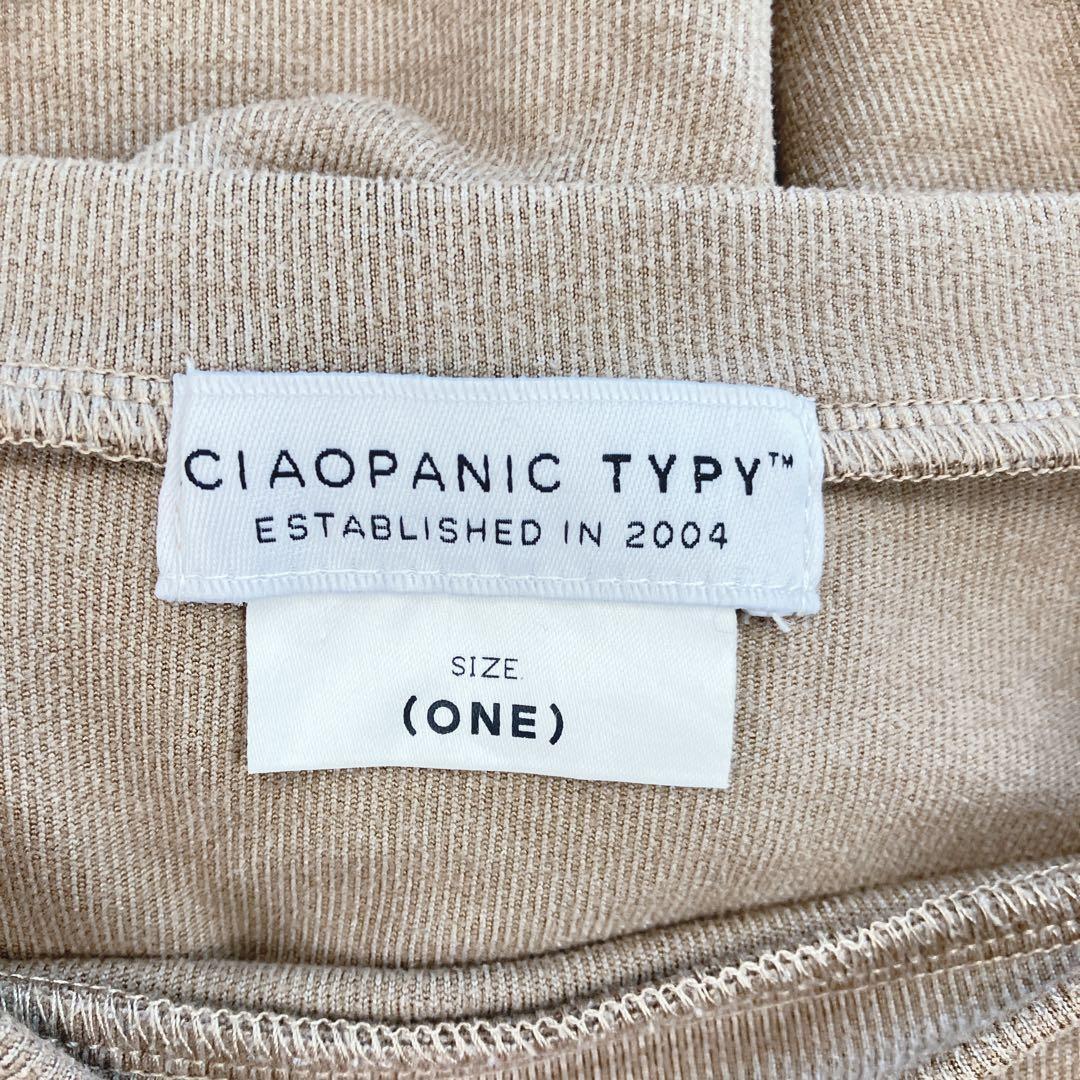 CIAOPANIC TYPY™
ESTABLISHED IN 2004
SIZE
(ONE)